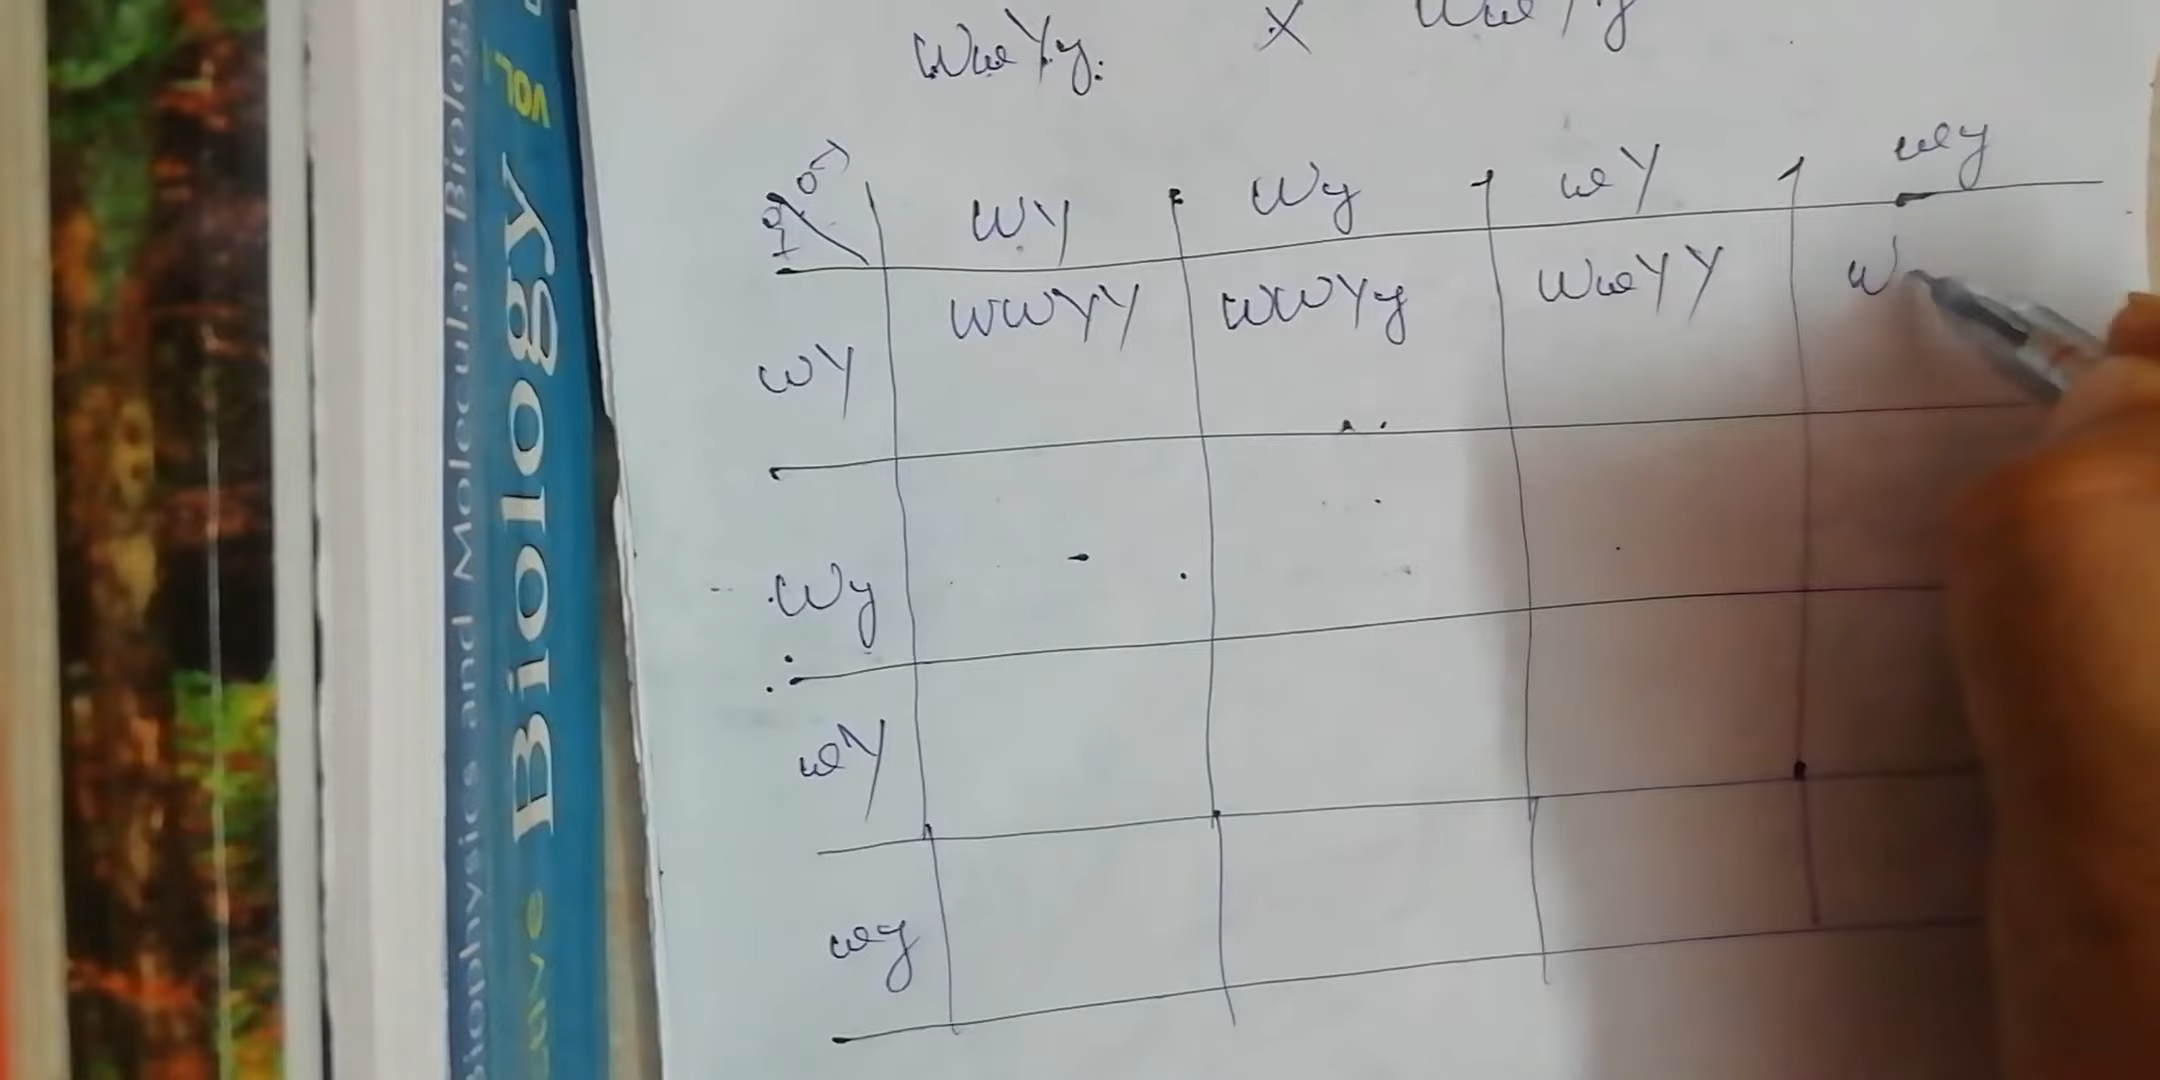 WwYy. X WwYy
♀ ♂ WY Wy wY wy
WY WWYY WWYy WwYY W
Wy
wY
wy
Biophysics and Molecular Biology
Biology VOL